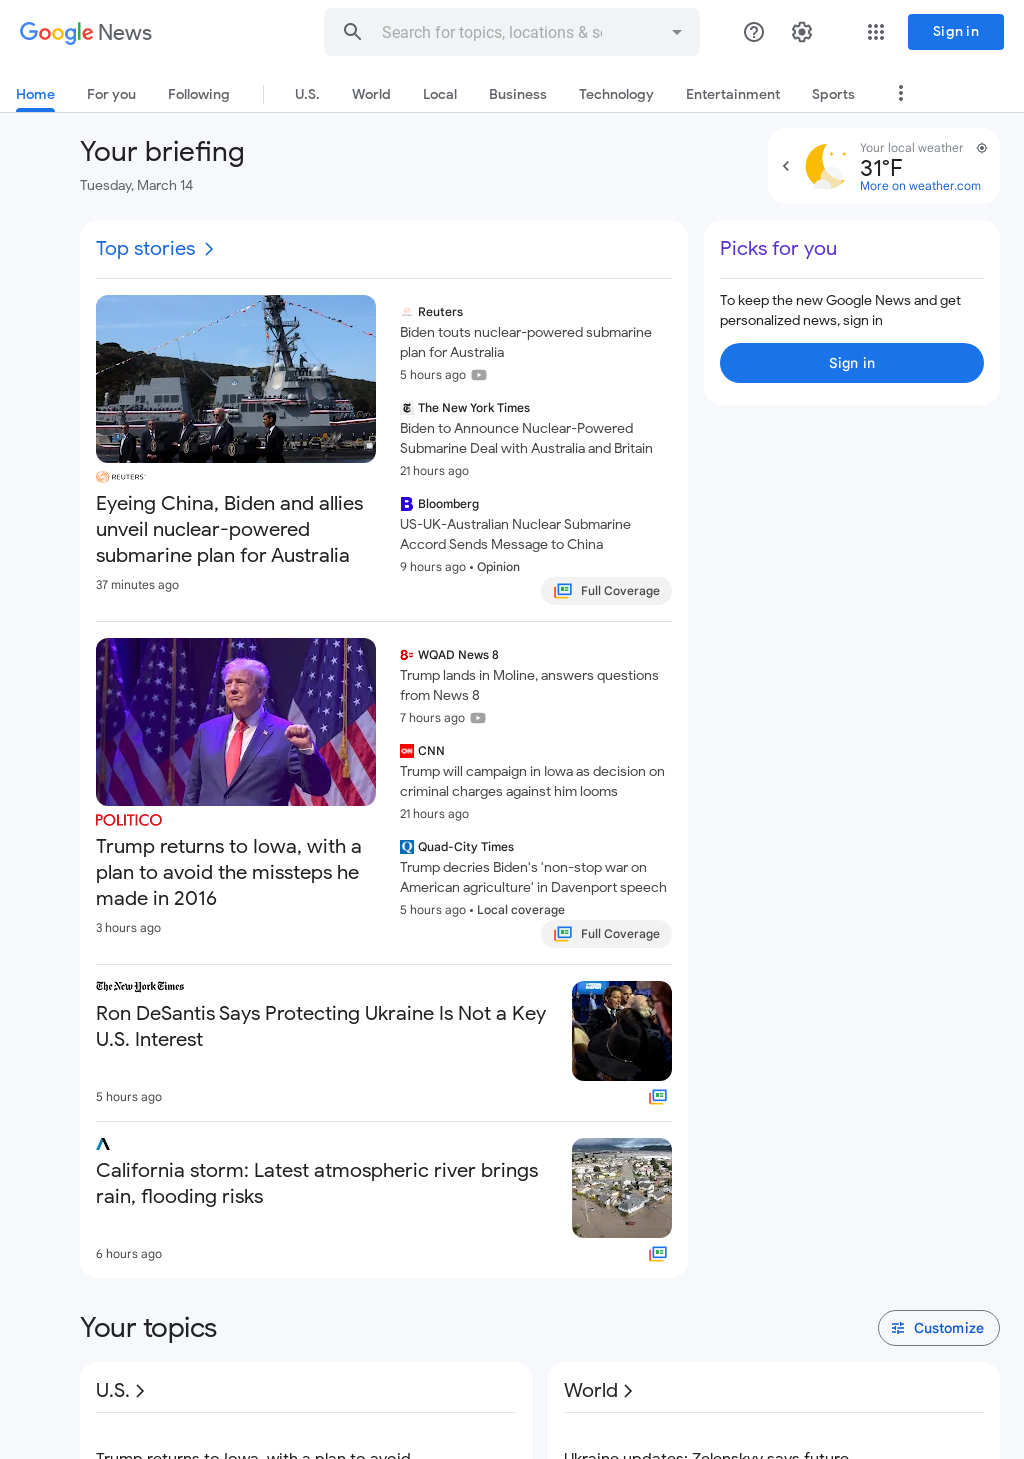 Google News
Search for topics, locations & so
Sign in
Home
For you
Following
U.S.
World
Local
Business
Technology
Entertainment
Sports
Your briefing
Tuesday, March 14
Your local weather
31°F
More on weather.com
Top stories
REUTERS
Eyeing China, Biden and allies
unveil nuclear-powered
submarine plan for Australia
37 minutes ago
Reuters
Biden touts nuclear-powered submarine
plan for Australia
5 hours ago
The New York Times
Biden to Announce Nuclear-Powered
Submarine Deal with Australia and Britain
21 hours ago
B Bloomberg
US-UK-Australian Nuclear Submarine
Accord Sends Message to China
9 hours ago • Opinion
Full Coverage
Picks for you
To keep the new Google News and get
personalized news, sign in
Sign in
POLITICO
Trump returns to Iowa, with a
plan to avoid the missteps he
made in 2016
3 hours ago
8 WQAD News 8
Trump lands in Moline, answers questions
from News 8
7 hours ago
CNN CNN
Trump will campaign in Iowa as decision on
criminal charges against him looms
21 hours ago
Q Quad-City Times
Trump decries Biden's 'non-stop war on
American agriculture' in Davenport speech
5 hours ago • Local coverage
Full Coverage
The New York Times
Ron DeSantis Says Protecting Ukraine Is Not a Key
U.S. Interest
5 hours ago
California storm: Latest atmospheric river brings
rain, flooding risks
6 hours ago
Your topics
Customize
U.S.
World
Trump returns to Iowa, with a plan to avoid
Ukraine updates: Zelenskyy says future